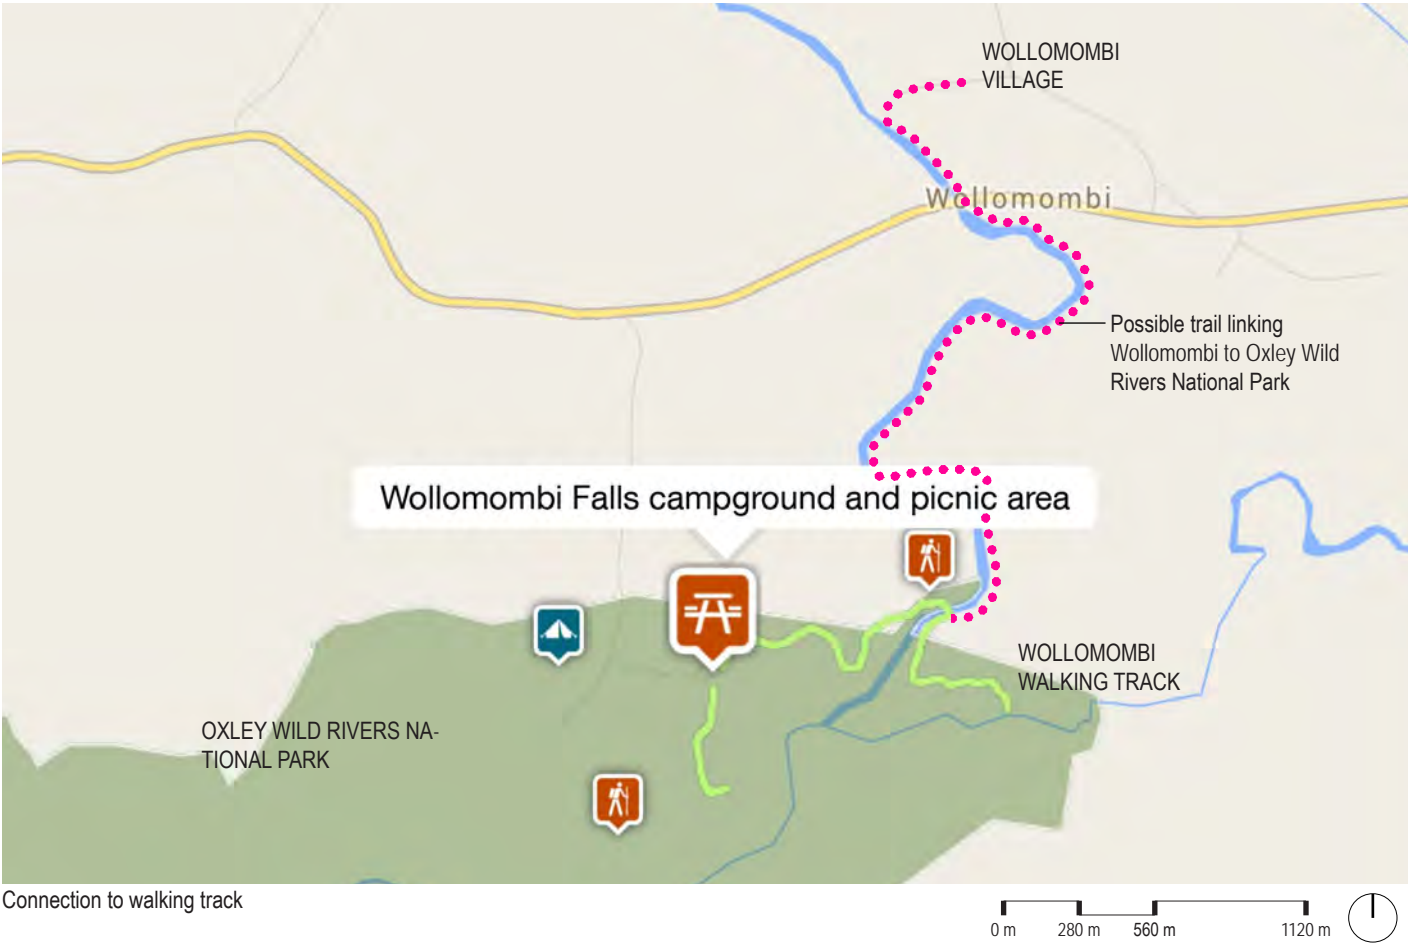 WOLLOMOMBI
VILLAGE
Wollomombi
Possible trail linking
Wollomombi to Oxley Wild
Rivers National Park
Wollomombi Falls campground and picnic area
WOLLOMOMBI
WALKING TRACK
OXLEY WILD RIVERS NA-
TIONAL PARK
Connection to walking track
0 m 280 m 560 m 1120 m